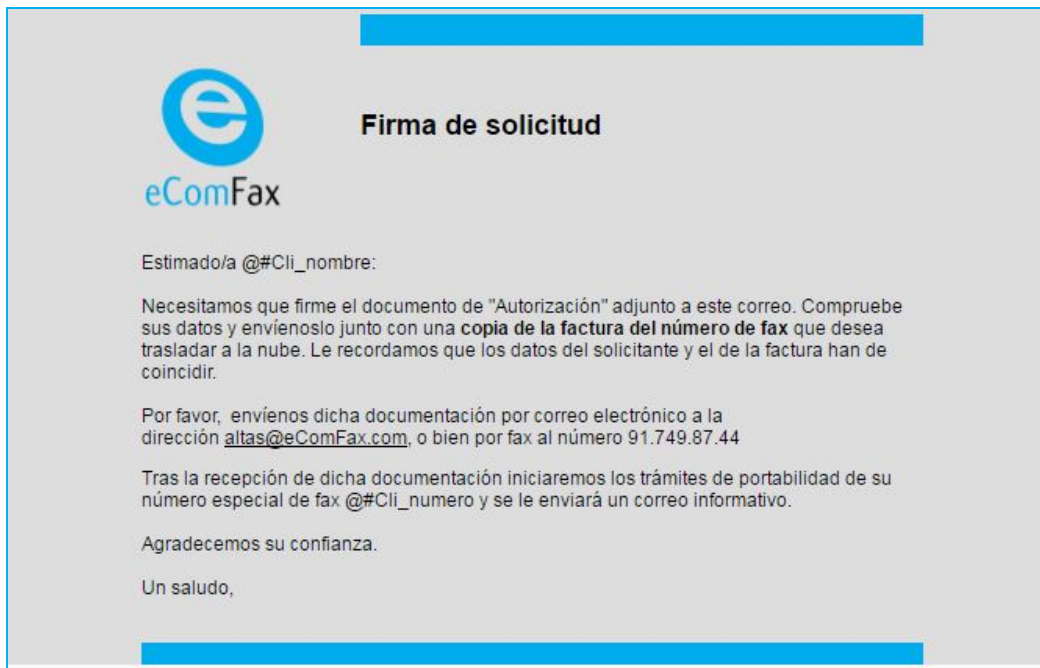 Firma de solicitud
e
eComFax
Estimado/a @#Cli_nombre:
Necesitamos que firme el documento de "Autorización" adjunto a este correo. Compruebe
sus datos y envíenoslo junto con una copia de la factura del número de fax que desea
trasladar a la nube. Le recordamos que los datos del solicitante y el de la factura han de
coincidir.
Por favor,  envíenos dicha documentación por correo electrónico a la
dirección altas@eComFax.com, o bien por fax al número 91.749.87.44
Tras la recepción de dicha documentación iniciaremos los trámites de portabilidad de su
número especial de fax @#Cli_numero y se le enviará un correo informativo.
Agradecemos su confianza.
Un saludo,